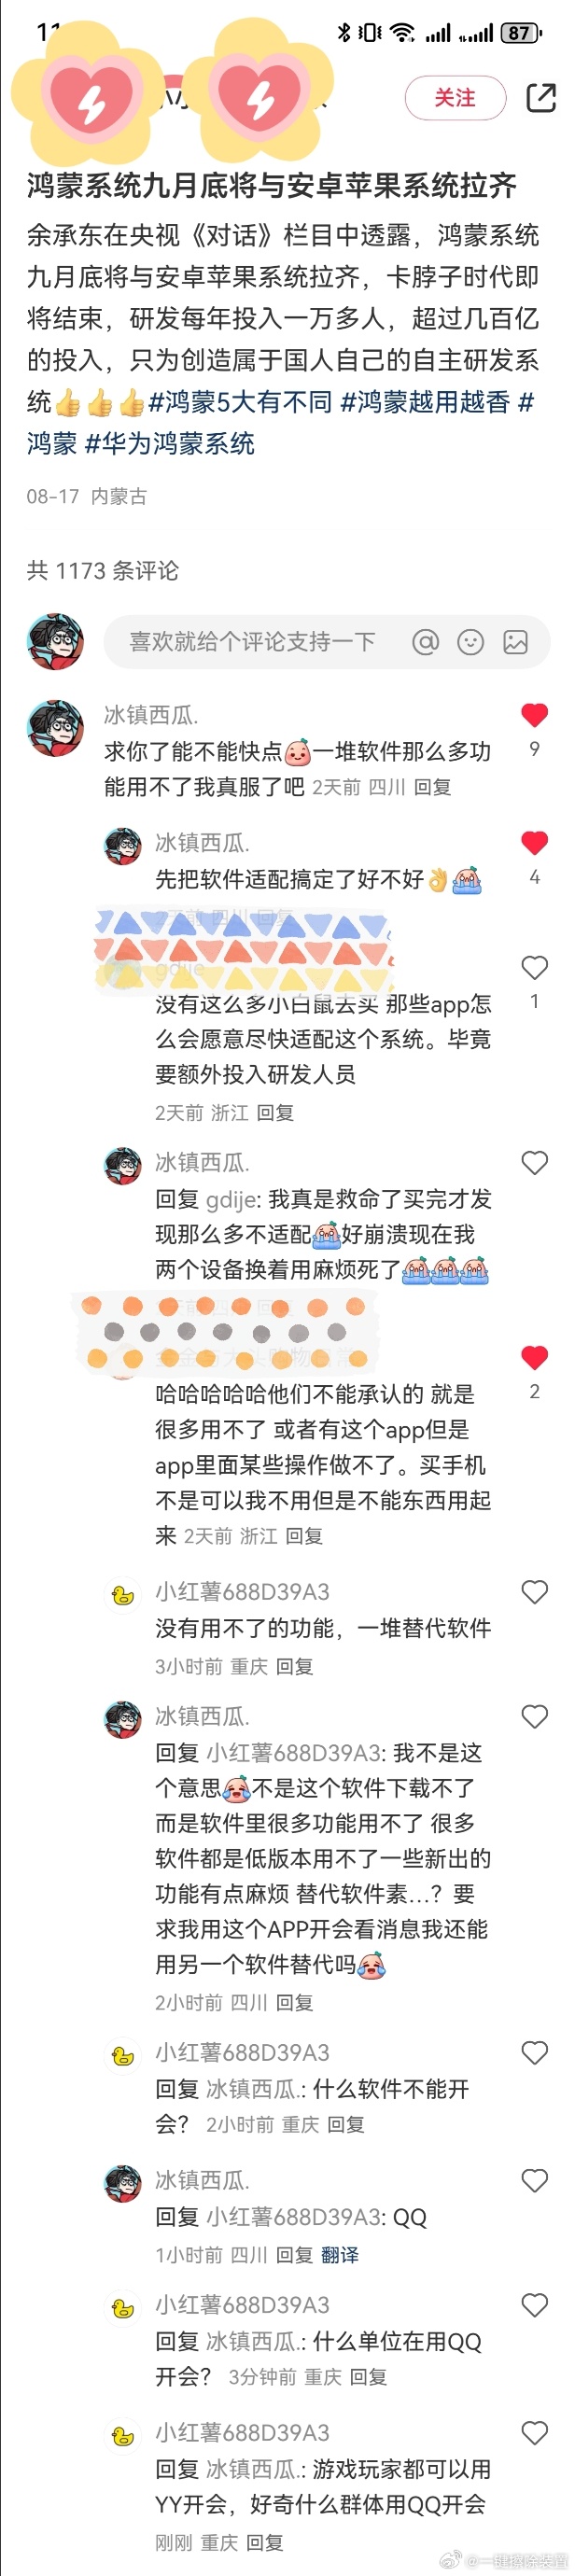 11
87
关注
鸿蒙系统九月底将与安卓苹果系统拉齐
余承东在央视《对话》栏目中透露，鸿蒙系统
九月底将与安卓苹果系统拉齐，卡脖子时代即
将结束，研发每年投入一万多人，超过几百亿
的投入，只为创造属于国人自己的自主研发系
统👍👍👍#鸿蒙5大有不同 #鸿蒙越用越香 #
鸿蒙 #华为鸿蒙系统
08-17 内蒙古
共 1173 条评论
喜欢就给个评论支持一下
冰镇西瓜.
求你了能不能快点一堆软件那么多功
能用不了我真服了吧 2天前 四川 回复
9
冰镇西瓜.
先把软件适配搞定了好不好👌
4
2天前 四川 回复
gdije
没有这么多小白鼠去买 那些app怎
么会愿意尽快适配这个系统。毕竟
要额外投入研发人员
1
2天前 浙江 回复
冰镇西瓜.
回复 gdije: 我真是救命了买完才发
现那么多不适配好崩溃现在我
两个设备换着用麻烦死了
哈哈哈哈哈他们不能承认的 就是
很多用不了 或者有这个app但是
app里面某些操作做不了。买手机
不是可以我不用但是不能东西用起
来 2天前 浙江 回复
2
小红薯688D39A3
没有用不了的功能，一堆替代软件
3小时前 重庆 回复
冰镇西瓜.
回复 小红薯688D39A3: 我不是这
个意思不是这个软件下载不了
而是软件里很多功能用不了 很多
软件都是低版本用不了一些新出的
功能有点麻烦 替代软件素...？要
求我用这个APP开会看消息我还能
用另一个软件替代吗
2小时前 四川 回复
小红薯688D39A3
回复 冰镇西瓜.: 什么软件不能开
会？ 2小时前 重庆 回复
冰镇西瓜.
回复 小红薯688D39A3: QQ
1小时前 四川 回复 翻译
小红薯688D39A3
回复 冰镇西瓜.: 什么单位在用QQ
开会？ 3分钟前 重庆 回复
小红薯688D39A3
回复 冰镇西瓜.: 游戏玩家都可以用
YY开会，好奇什么群体用QQ开会
刚刚 重庆 回复
@一键擦除装置